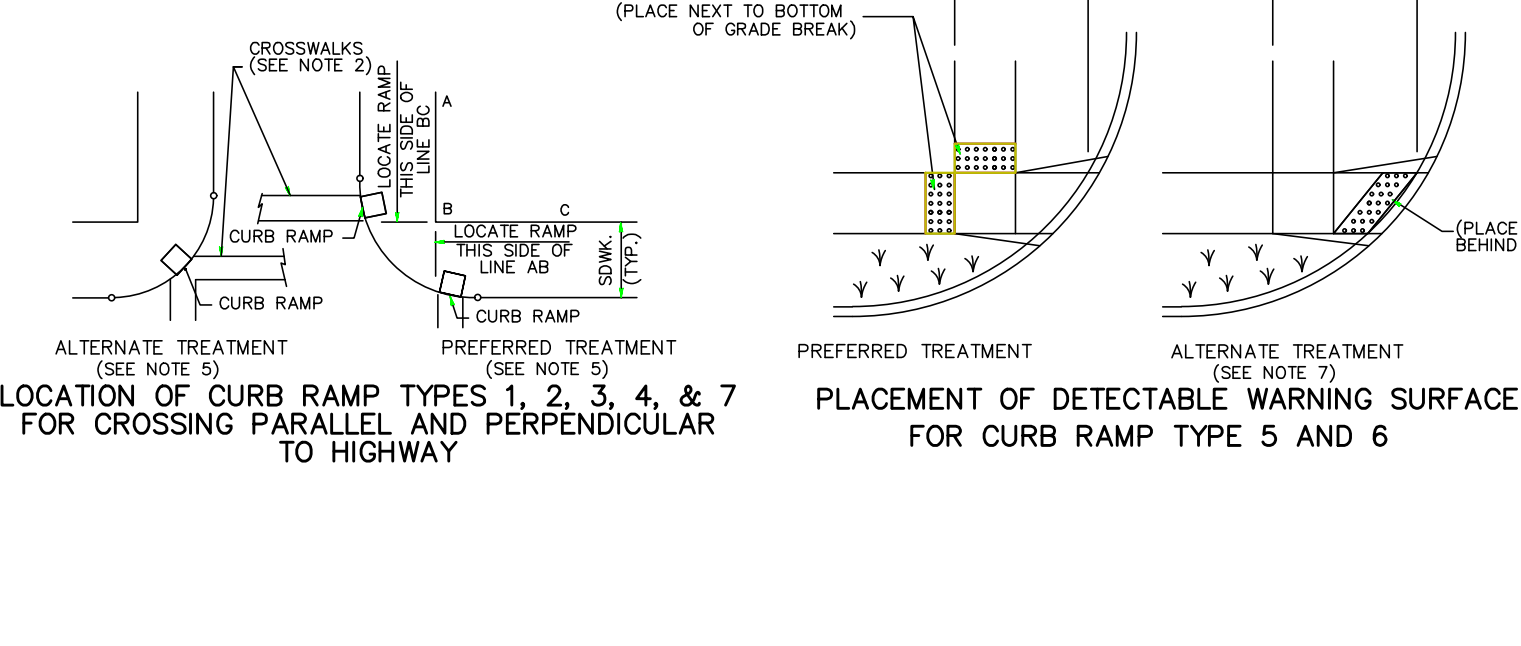 CROSSWALKS
(SEE NOTE 2)
LOCATE RAMP
THIS SIDE OF
LINE BC
A
B
C
LOCATE RAMP
THIS SIDE OF
LINE AB
SDWK.
(TYP.)
CURB RAMP
CURB RAMP
CURB RAMP
ALTERNATE TREATMENT
(SEE NOTE 5)
PREFERRED TREATMENT
(SEE NOTE 5)
LOCATION OF CURB RAMP TYPES 1, 2, 3, 4, & 7
FOR CROSSING PARALLEL AND PERPENDICULAR
TO HIGHWAY
(PLACE NEXT TO BOTTOM
OF GRADE BREAK)
(PLACE
BEHIND
PREFERRED TREATMENT
ALTERNATE TREATMENT
(SEE NOTE 7)
PLACEMENT OF DETECTABLE WARNING SURFACE
FOR CURB RAMP TYPE 5 AND 6